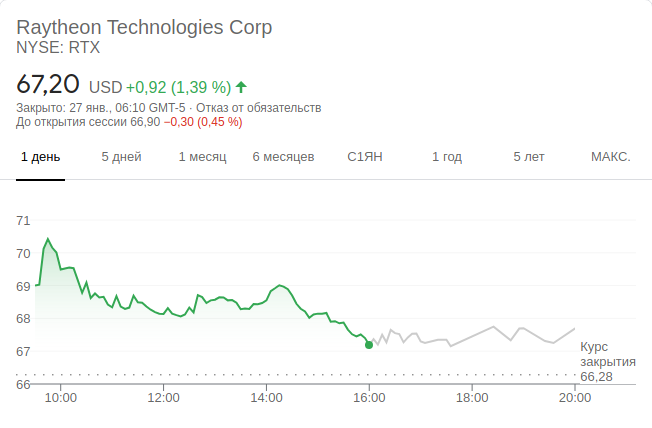 Raytheon Technologies Corp
NYSE: RTX
67,20 USD +0,92 (1,39 %)
Закрыто: 27 янв., 06:10 GMT-5 · Отказ от обязательств
До открытия сессии 66,90 −0,30 (0,45 %)
1 день 5 дней 1 месяц 6 месяцев С1ЯН 1 год 5 лет МАКС.
71
70
69
68
67
66
Курс
закрытия
66,28
10:00 12:00 14:00 16:00 18:00 20:00